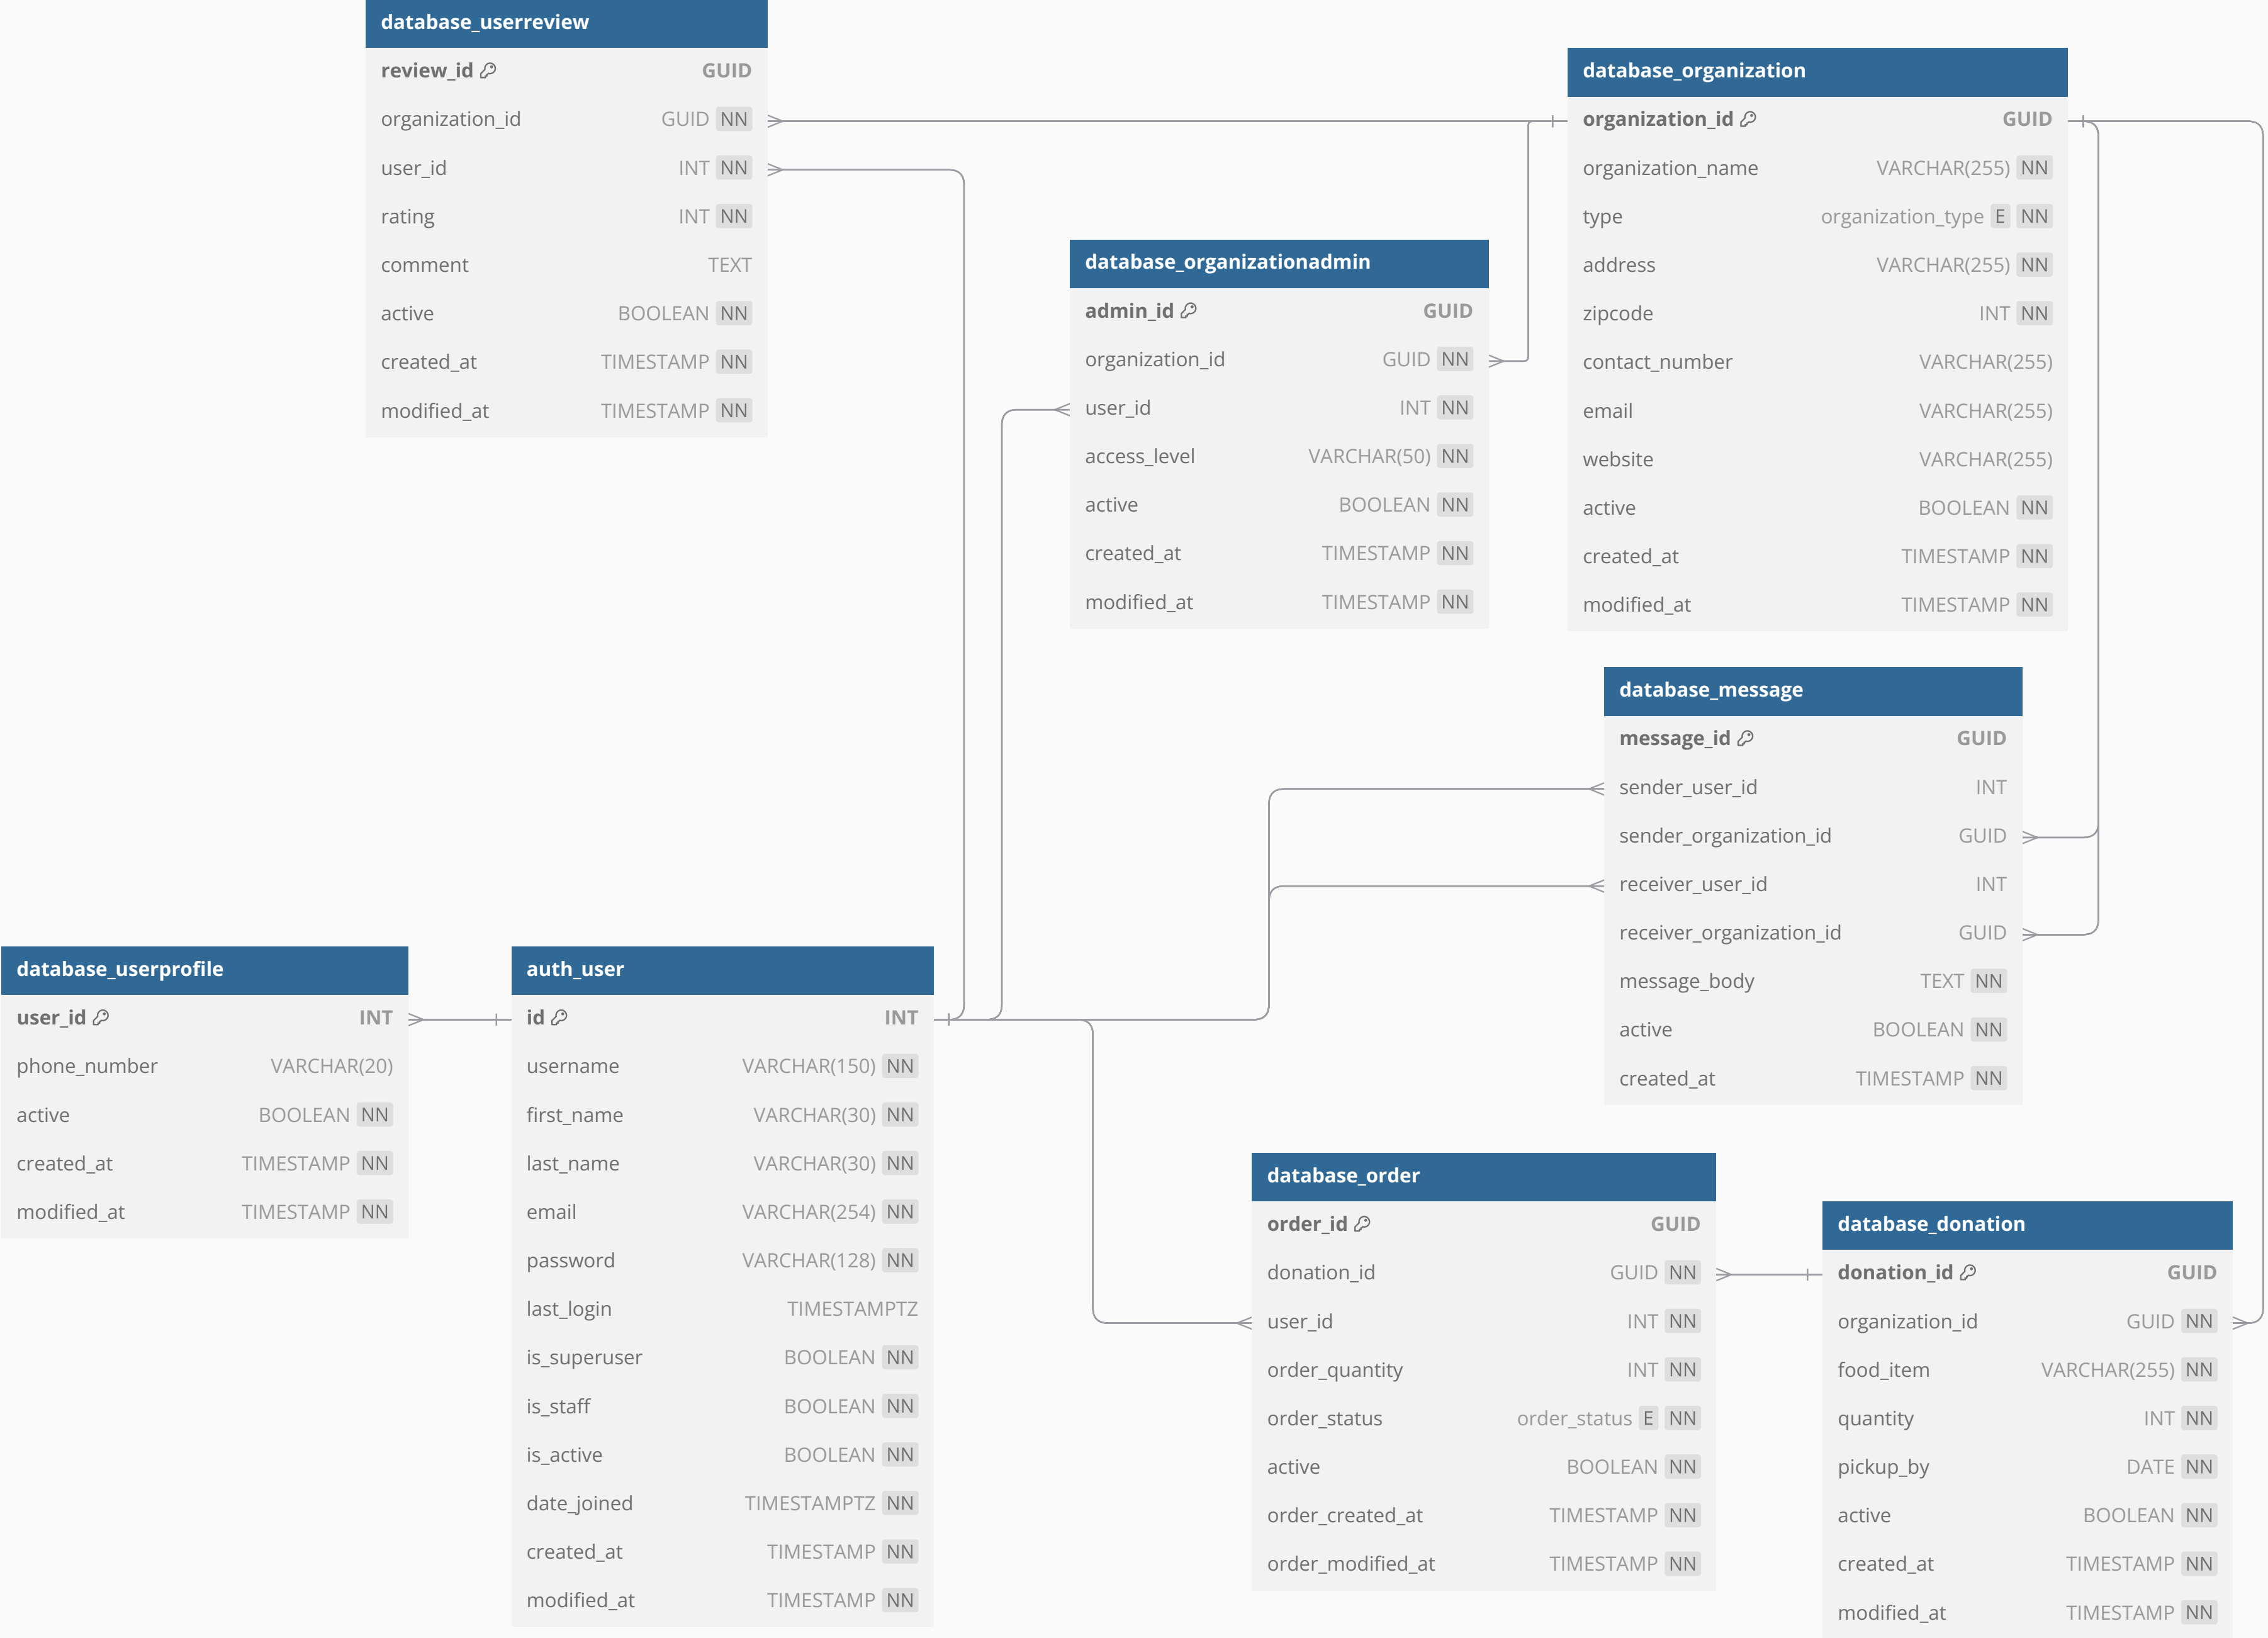 database_userreview
review_id GUID
organization_id GUID NN
user_id INT NN
rating INT NN
comment TEXT
active BOOLEAN NN
created_at TIMESTAMP NN
modified_at TIMESTAMP NN
database_organization
organization_id GUID
organization_name VARCHAR(255) NN
type organization_type E NN
address VARCHAR(255) NN
zipcode INT NN
contact_number VARCHAR(255)
email VARCHAR(255)
website VARCHAR(255)
active BOOLEAN NN
created_at TIMESTAMP NN
modified_at TIMESTAMP NN
database_organizationadmin
admin_id GUID
organization_id GUID NN
user_id INT NN
access_level VARCHAR(50) NN
active BOOLEAN NN
created_at TIMESTAMP NN
modified_at TIMESTAMP NN
database_message
message_id GUID
sender_user_id INT
sender_organization_id GUID
receiver_user_id INT
receiver_organization_id GUID
message_body TEXT NN
active BOOLEAN NN
created_at TIMESTAMP NN
database_userprofile
user_id INT
phone_number VARCHAR(20)
active BOOLEAN NN
created_at TIMESTAMP NN
modified_at TIMESTAMP NN
auth_user
id INT
username VARCHAR(150) NN
first_name VARCHAR(30) NN
last_name VARCHAR(30) NN
email VARCHAR(254) NN
password VARCHAR(128) NN
last_login TIMESTAMPTZ
is_superuser BOOLEAN NN
is_staff BOOLEAN NN
is_active BOOLEAN NN
date_joined TIMESTAMPTZ NN
created_at TIMESTAMP NN
modified_at TIMESTAMP NN
database_order
order_id GUID
donation_id GUID NN
user_id INT NN
order_quantity INT NN
order_status order_status E NN
active BOOLEAN NN
order_created_at TIMESTAMP NN
order_modified_at TIMESTAMP NN
database_donation
donation_id GUID
organization_id GUID NN
food_item VARCHAR(255) NN
quantity INT NN
pickup_by DATE NN
active BOOLEAN NN
created_at TIMESTAMP NN
modified_at TIMESTAMP NN